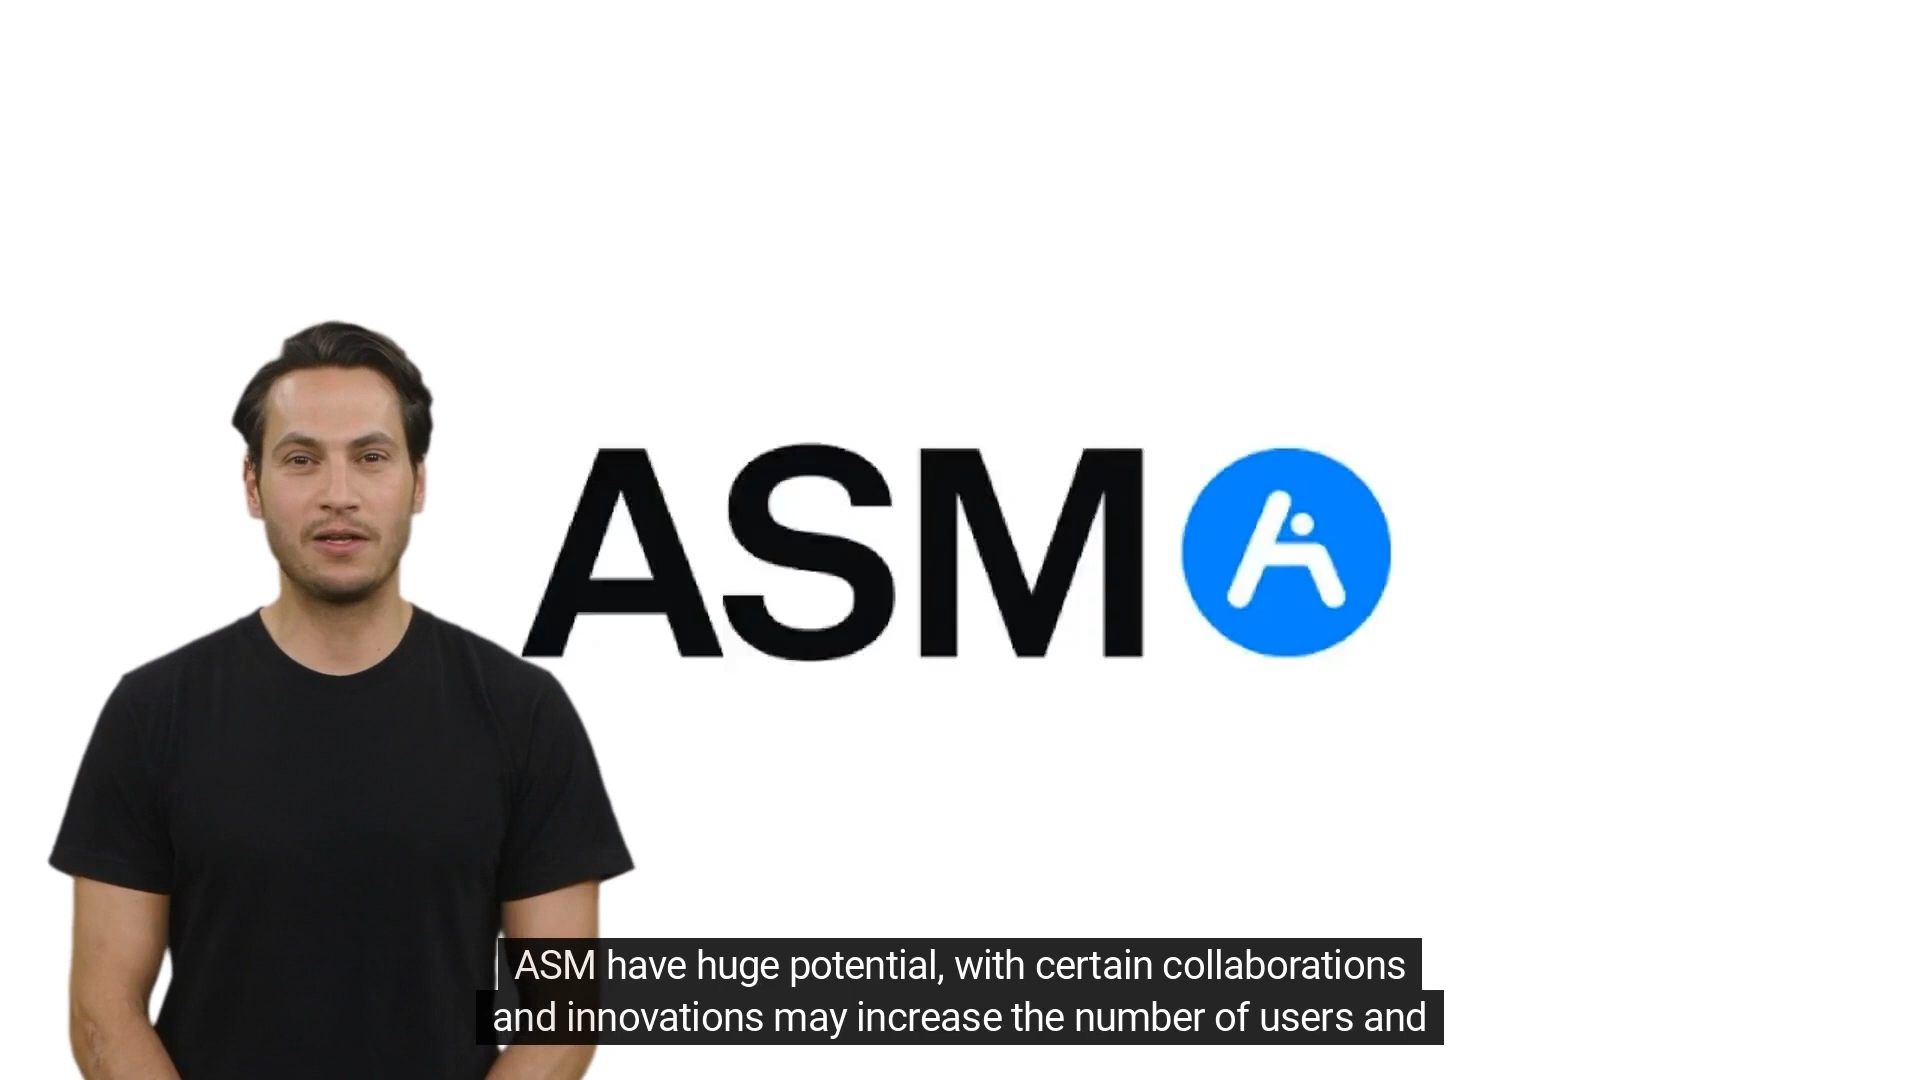 ASM
ASM have huge potential, with certain collaborations
and innovations may increase the number of users and